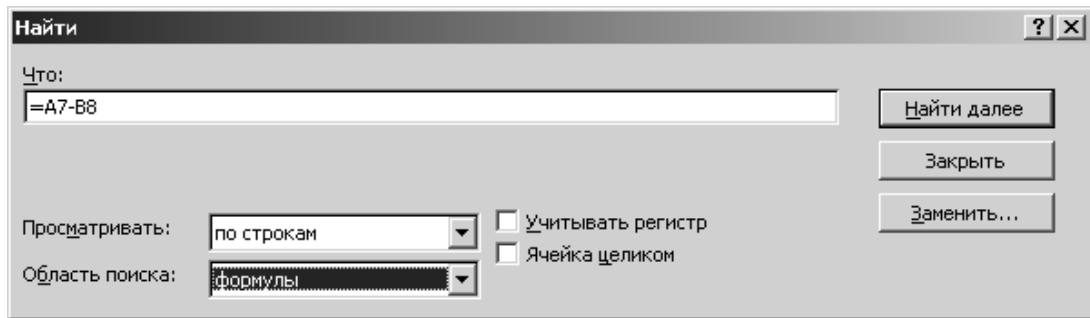 Найти
Что:
=A7-B8
Найти далее
Закрыть
Заменить...
Просматривать:
по строкам
Учитывать регистр
Область поиска:
формулы
Ячейка целиком